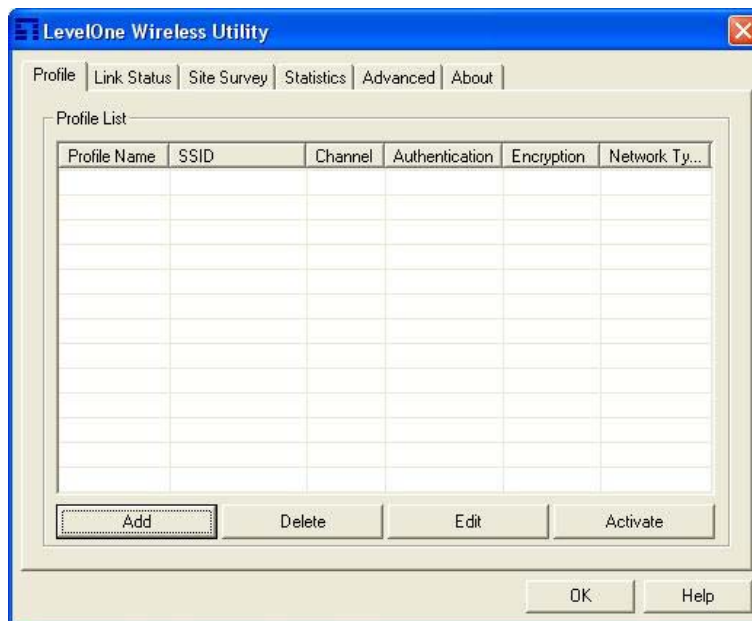 LevelOne Wireless Utility
Profile Link Status Site Survey Statistics Advanced About
Profile List
Profile Name SSID Channel Authentication Encryption Network Ty...
Add Delete Edit Activate
OK Help